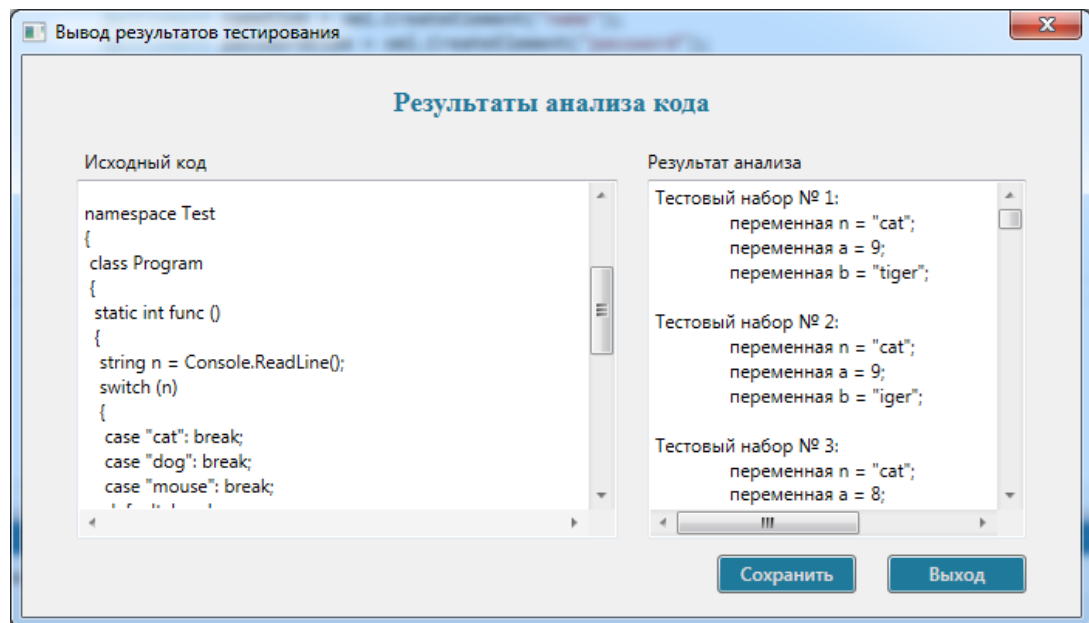 Вывод результатов тестирования
Результаты анализа кода
Исходный код
namespace Test
{
class Program
{
static int func ()
{
string n = Console.ReadLine();
switch (n)
{
case "cat": break;
case "dog": break;
case "mouse": break;
Результат анализа
Тестовый набор № 1:
переменная n = "cat";
переменная a = 9;
переменная b = "tiger";
Тестовый набор № 2:
переменная n = "cat";
переменная a = 9;
переменная b = "iger";
Тестовый набор № 3:
переменная n = "cat";
переменная a = 8;
Сохранить
Выход